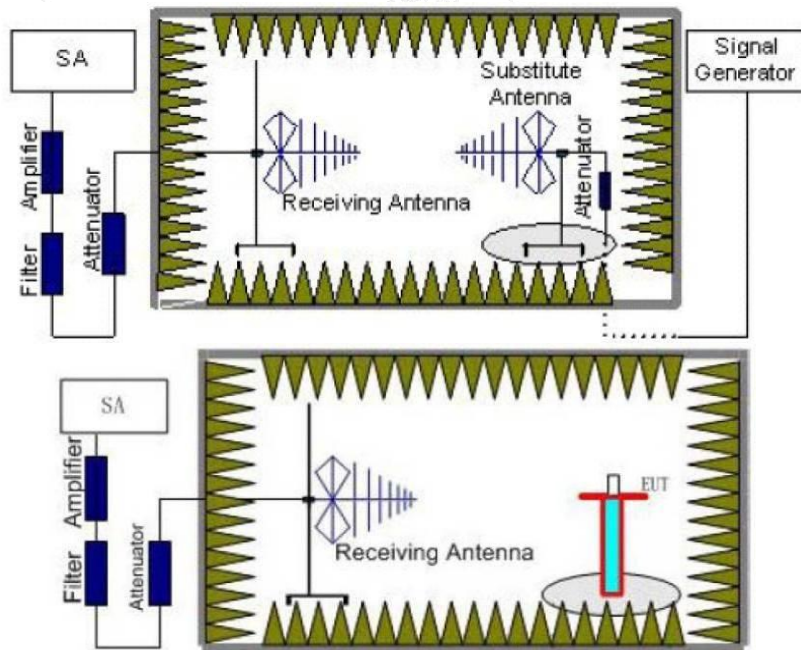 SA
Signal
Generator
Substitute
Antenna
Amplifier
Attenuator
Filter
Attenuator
Receiving Antenna
SA
Amplifier
Filter
Attenuator
EUT
Receiving Antenna